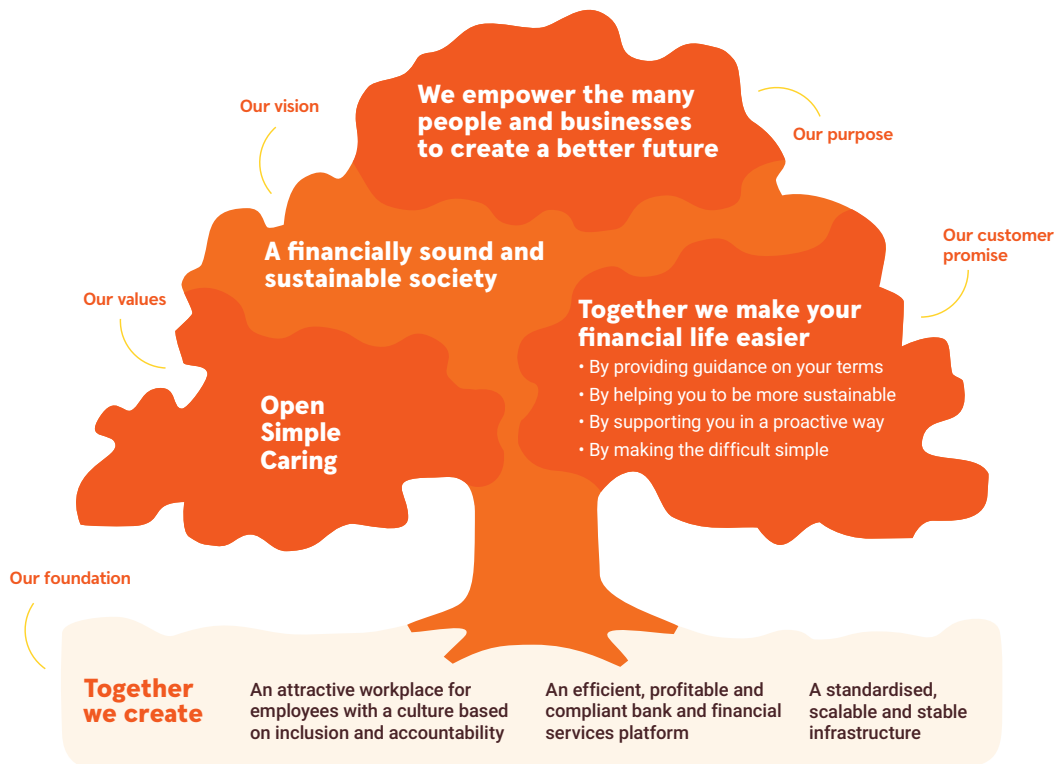 Our vision
We empower the many
people and businesses
to create a better future
Our purpose
A financially sound and
sustainable society
Our customer
promise
Our values
Together we make your
financial life easier
• By providing guidance on your terms
• By helping you to be more sustainable
• By supporting you in a proactive way
• By making the difficult simple
Open
Simple
Caring
Our foundation
Together
we create
An attractive workplace for
employees with a culture based
on inclusion and accountability
An efficient, profitable and
compliant bank and financial
services platform
A standardised,
scalable and stable
infrastructure